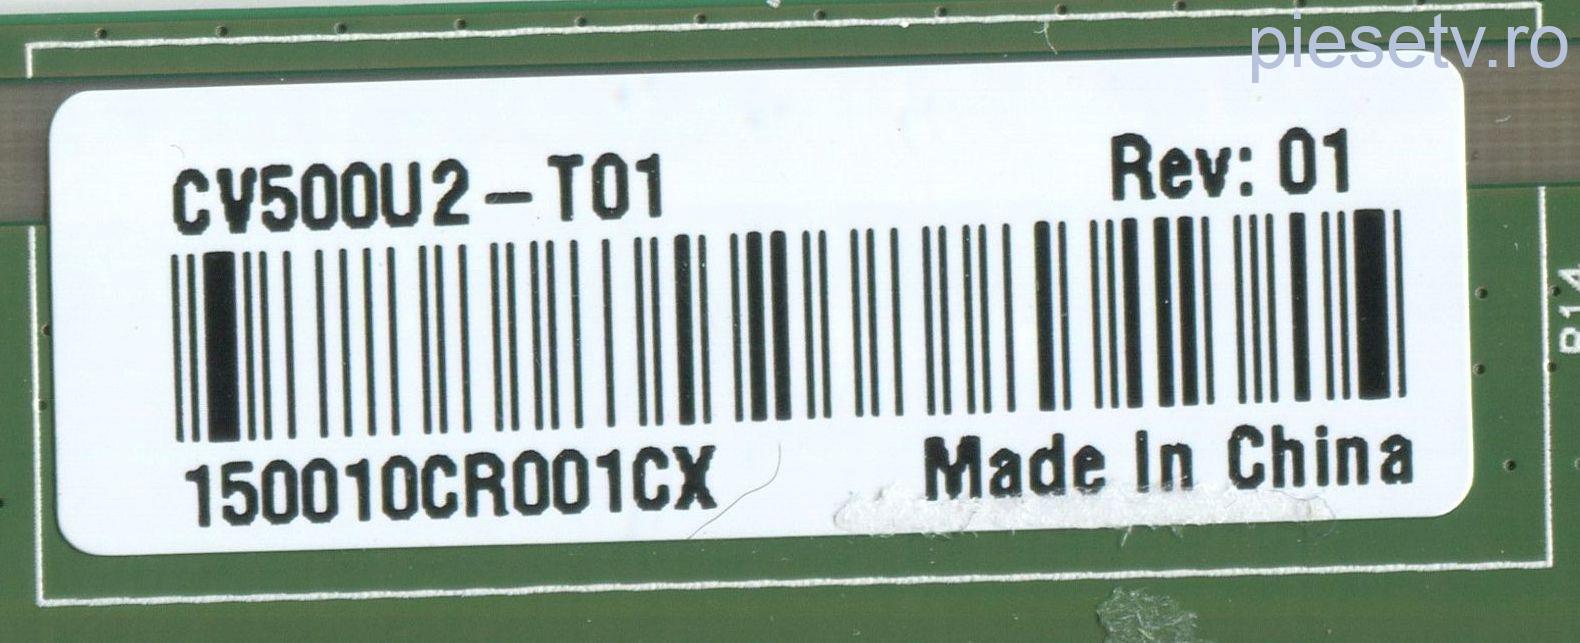 piesetv.ro
CV500U2-T01 Rev: 01
150010CR001CX Made In China